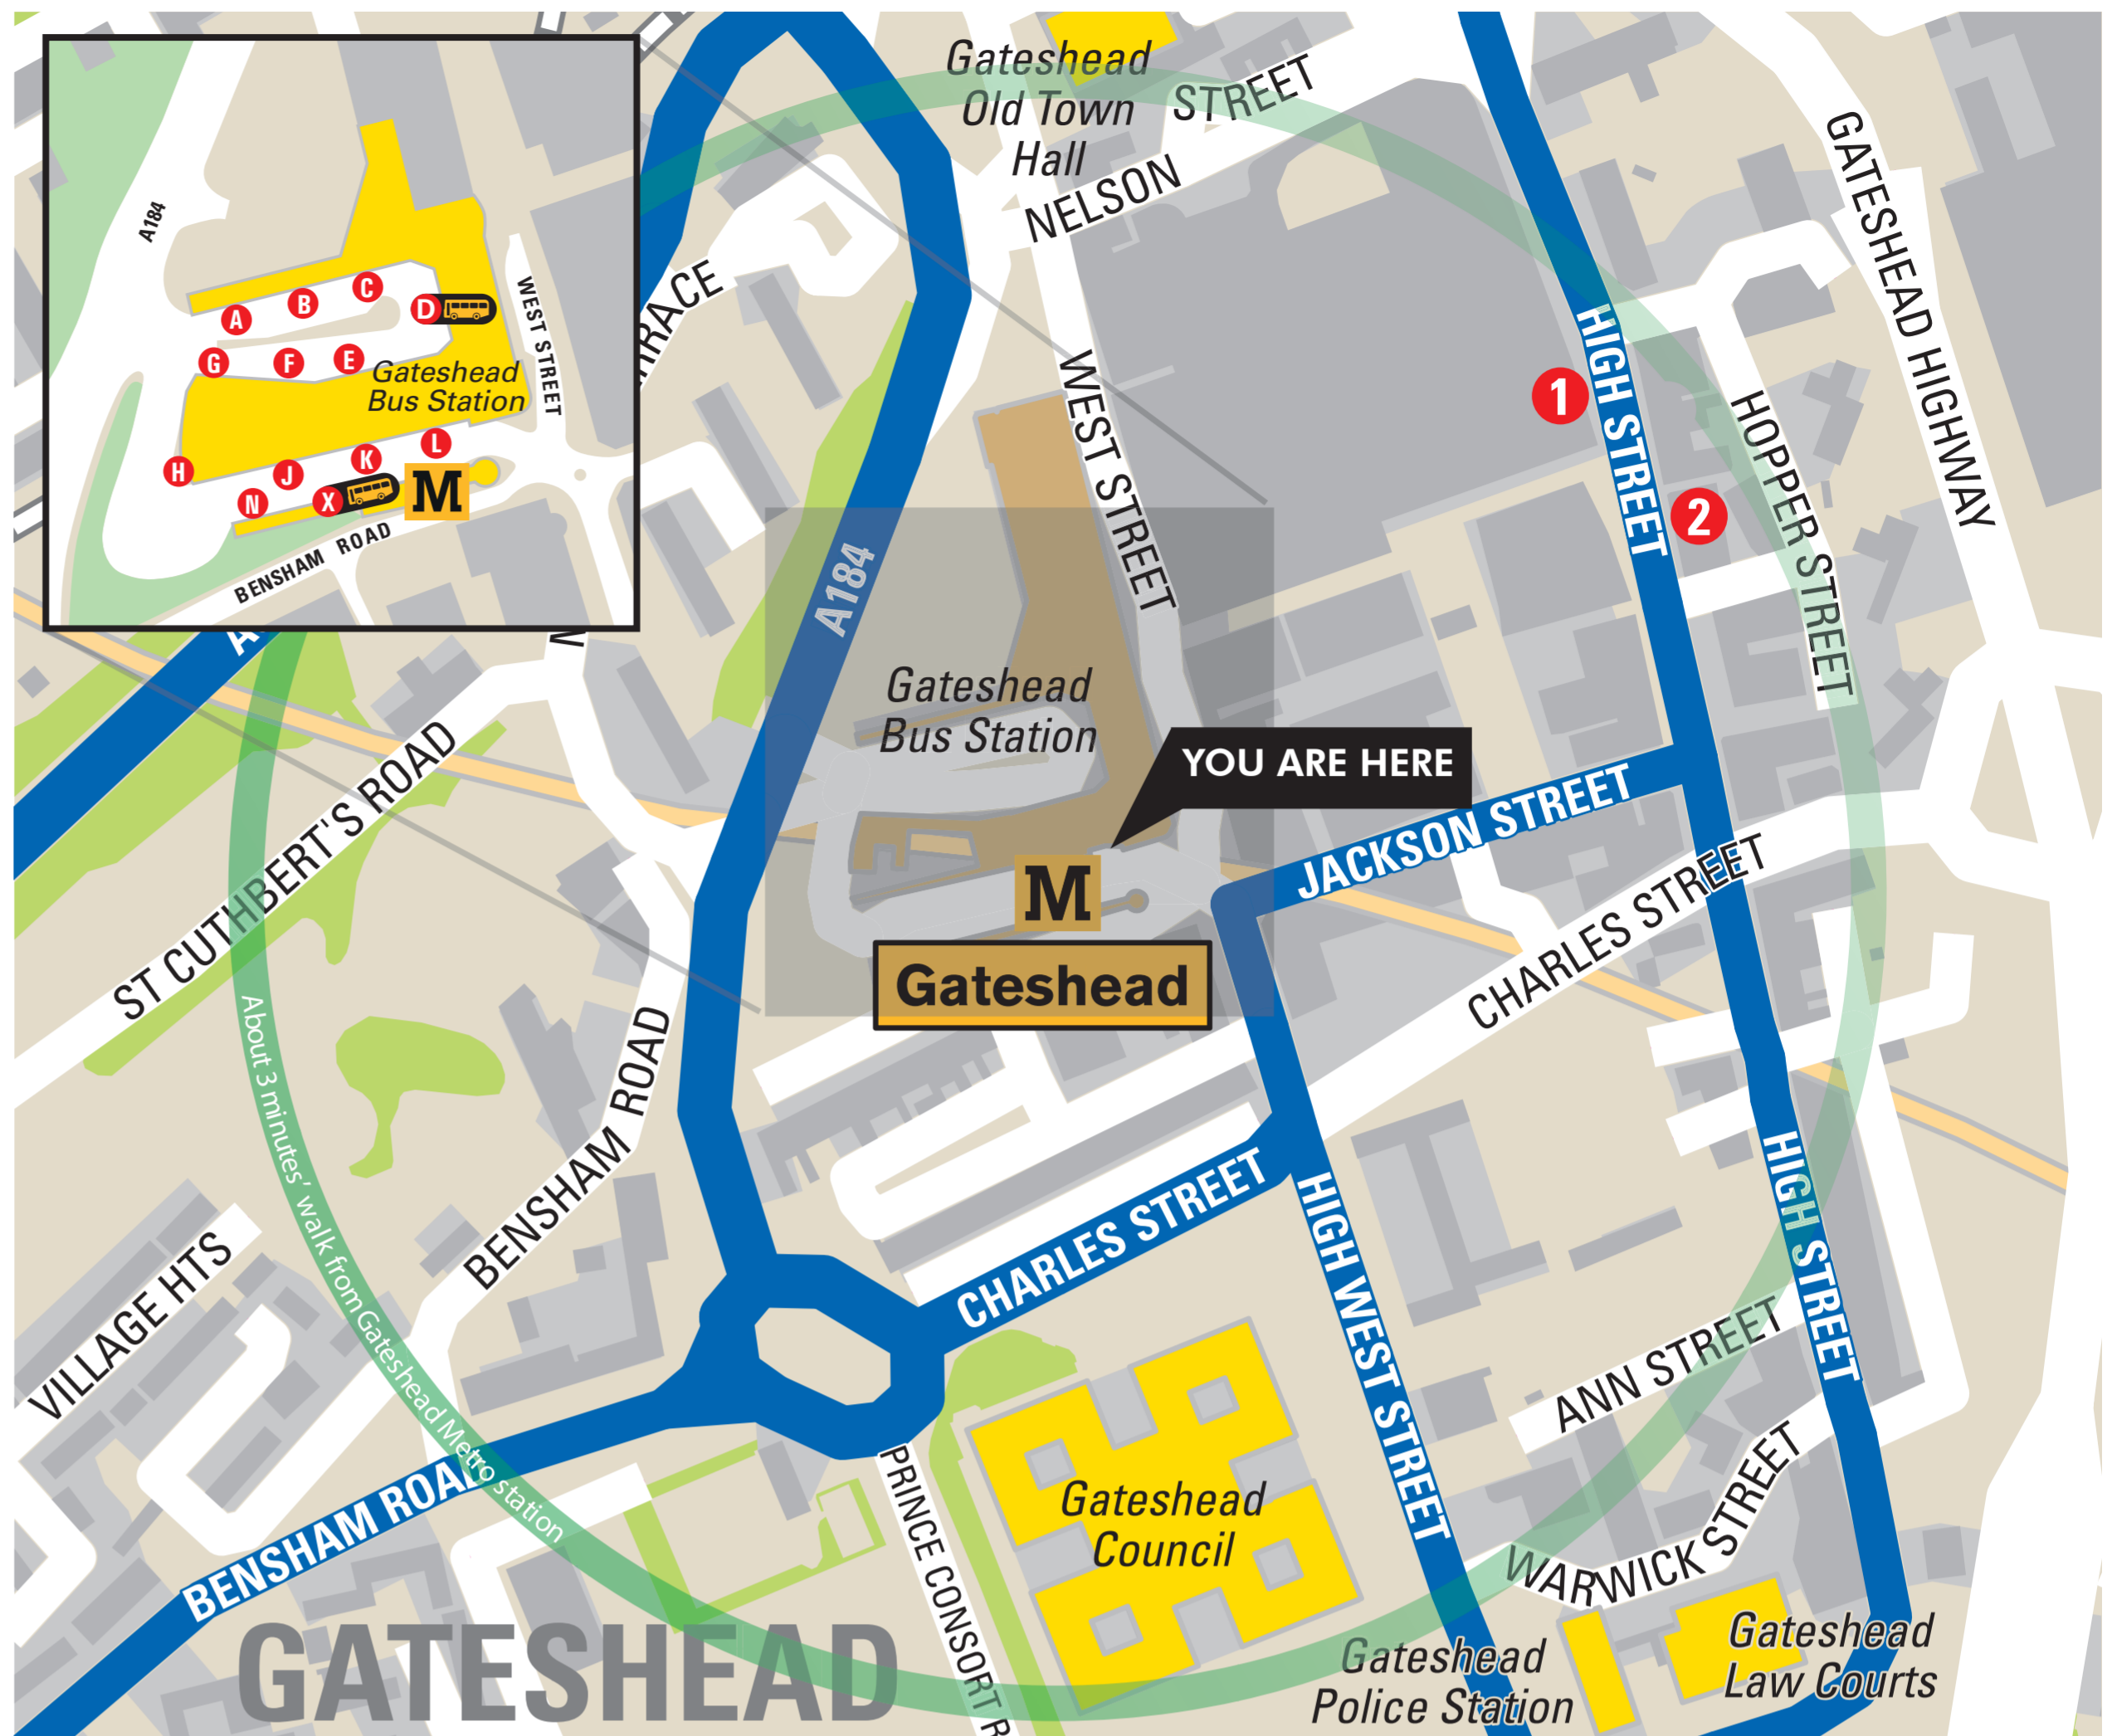 A184
A
B
C
D
G
F
E
Gateshead
Bus Station
WEST STREET
H
J
K
L
N
X
M
BENSHAM ROAD
Gateshead
Old Town
Hall
NELSON STREET
GATESHEAD HIGHWAY
WEST STREET
HIGH STREET
1
2
HOPPER STREET
A184
Gateshead
Bus Station
YOU ARE HERE
M
Gateshead
JACKSON STREET
CHARLES STREET
ST CUTHBERT'S ROAD
About 3 minutes' walk from Gateshead Metro station
BENSHAM ROAD
VILLAGE HTS
CHARLES STREET
HIGH WEST STREET
HIGH STREET
ANN STREET
WARWICK STREET
BENSHAM ROAD
PRINCE CONSORT R
Gateshead
Council
GATESHEAD
Gateshead
Police Station
Gateshead
Law Courts